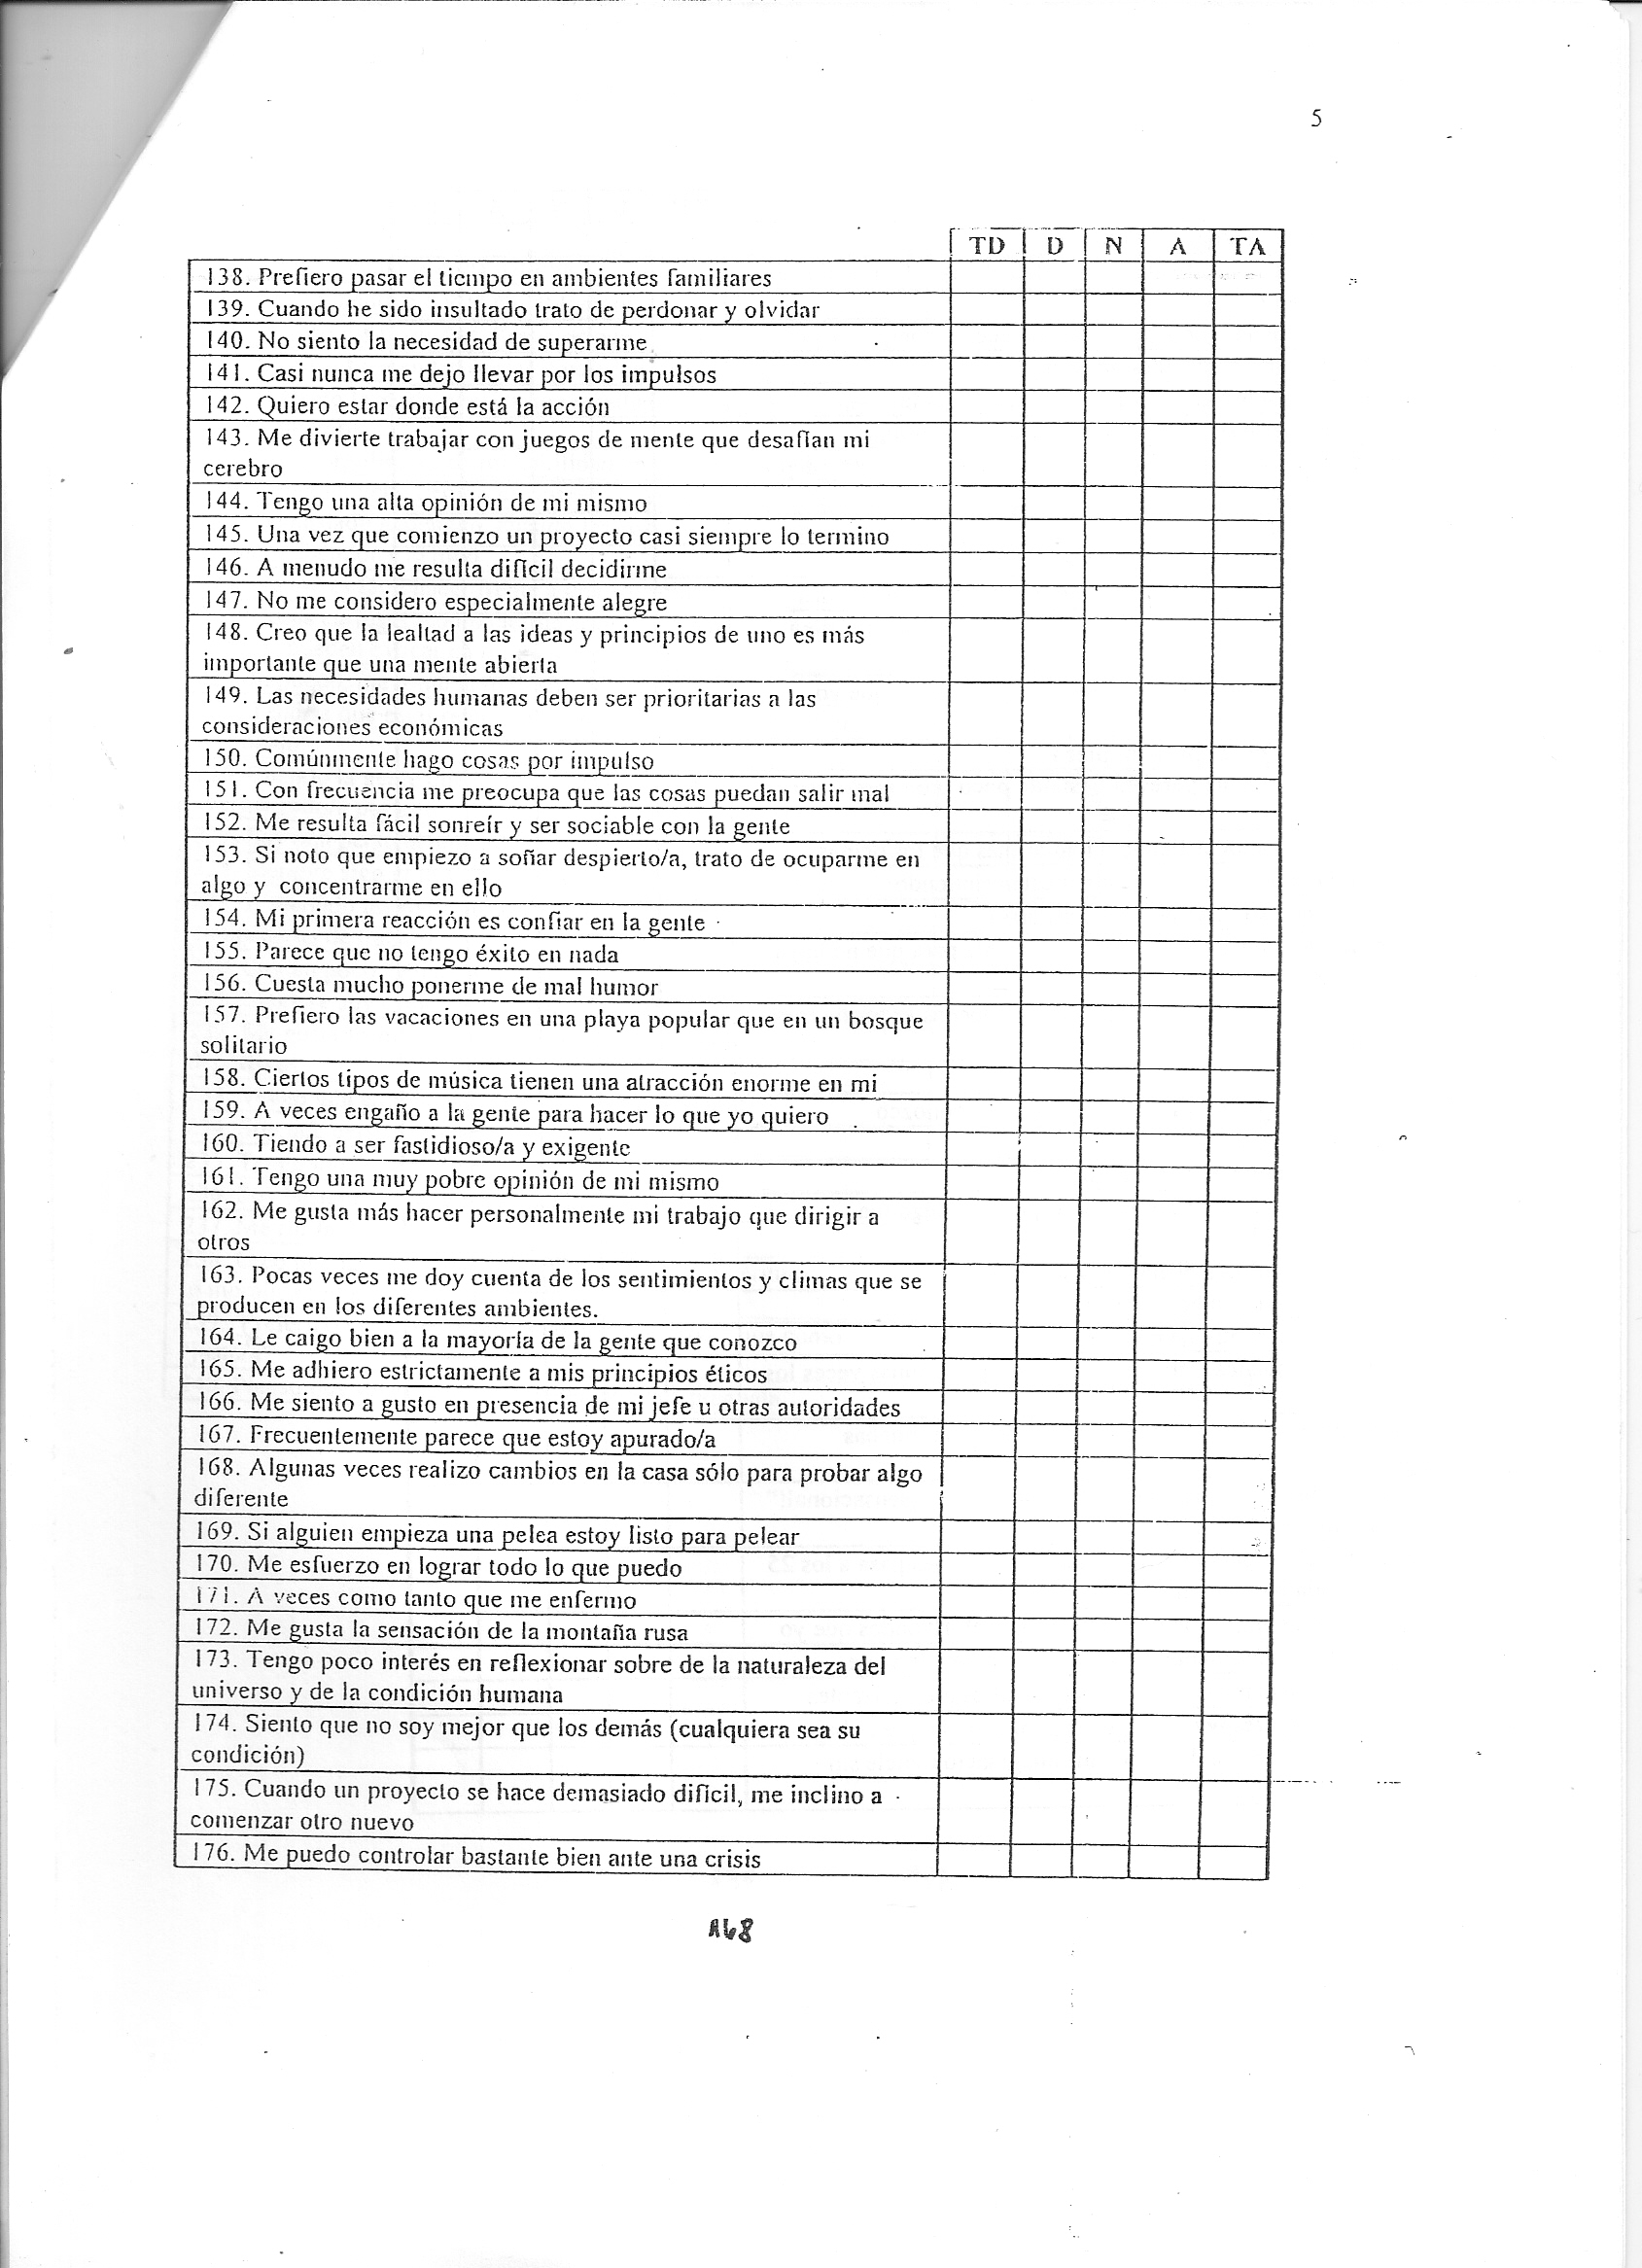 5
TD D N A TA
138. Prefiero pasar el tiempo en ambientes familiares
139. Cuando he sido insultado trato de perdonar y olvidar
140. No siento la necesidad de superarme
141. Casi nunca me dejo llevar por los impulsos
142. Quiero estar donde está la acción
143. Me divierte trabajar con juegos de mente que desafían mi
cerebro
144. Tengo una alta opinión de mi mismo
145. Una vez que comienzo un proyecto casi siempre lo termino
146. A menudo me resulta difícil decidirme
147. No me considero especialmente alegre
148. Creo que la lealtad a las ideas y principios de uno es más
importante que una mente abierta
149. Las necesidades humanas deben ser prioritarias a las
consideraciones económicas
150. Comúnmente hago cosas por impulso
151. Con frecuencia me preocupa que las cosas puedan salir mal
152. Me resulta fácil sonreír y ser sociable con la gente
153. Si noto que empiezo a soñar despierto/a, trato de ocuparme en
algo y concentrarme en ello
154. Mi primera reacción es confiar en la gente
155. Parece que no tengo éxito en nada
156. Cuesta mucho ponerme de mal humor
157. Prefiero las vacaciones en una playa popular que en un bosque
solitario
158. Ciertos tipos de música tienen una atracción enorme en mi
159. A veces engaño a la gente para hacer lo que yo quiero
160. Tiendo a ser fastidioso/a y exigente
161. Tengo una muy pobre opinión de mi mismo
162. Me gusta más hacer personalmente mi trabajo que dirigir a
otros
163. Pocas veces me doy cuenta de los sentimientos y climas que se
producen en los diferentes ambientes.
164. Le caigo bien a la mayoría de la gente que conozco
165. Me adhiero estrictamente a mis principios éticos
166. Me siento a gusto en presencia de mi jefe u otras autoridades
167. Frecuentemente parece que estoy apurado/a
168. Algunas veces realizo cambios en la casa sólo para probar algo
diferente
169. Si alguien empieza una pelea estoy listo para pelear
170. Me esfuerzo en lograr todo lo que puedo
171. A veces como tanto que me enfermo
172. Me gusta la sensación de la montaña rusa
173. Tengo poco interés en reflexionar sobre de la naturaleza del
universo y de la condición humana
174. Siento que no soy mejor que los demás (cualquiera sea su
condición)
175. Cuando un proyecto se hace demasiado difícil, me inclino a
comenzar otro nuevo
176. Me puedo controlar bastante bien ante una crisis